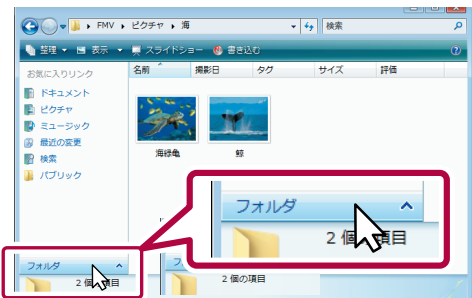 FMV ピクチャ 海 検索
整理 表示 スライドショー 書き込む
お気に入りリンク 名前 撮影日 タグ サイズ 評価
ドキュメント
ピクチャ
ミュージック
最近の変更
検索
パブリック
海緑亀 鯨
フォルダ
2 個 項目
フォルダ
2 個 項目
フ
2 個の項目